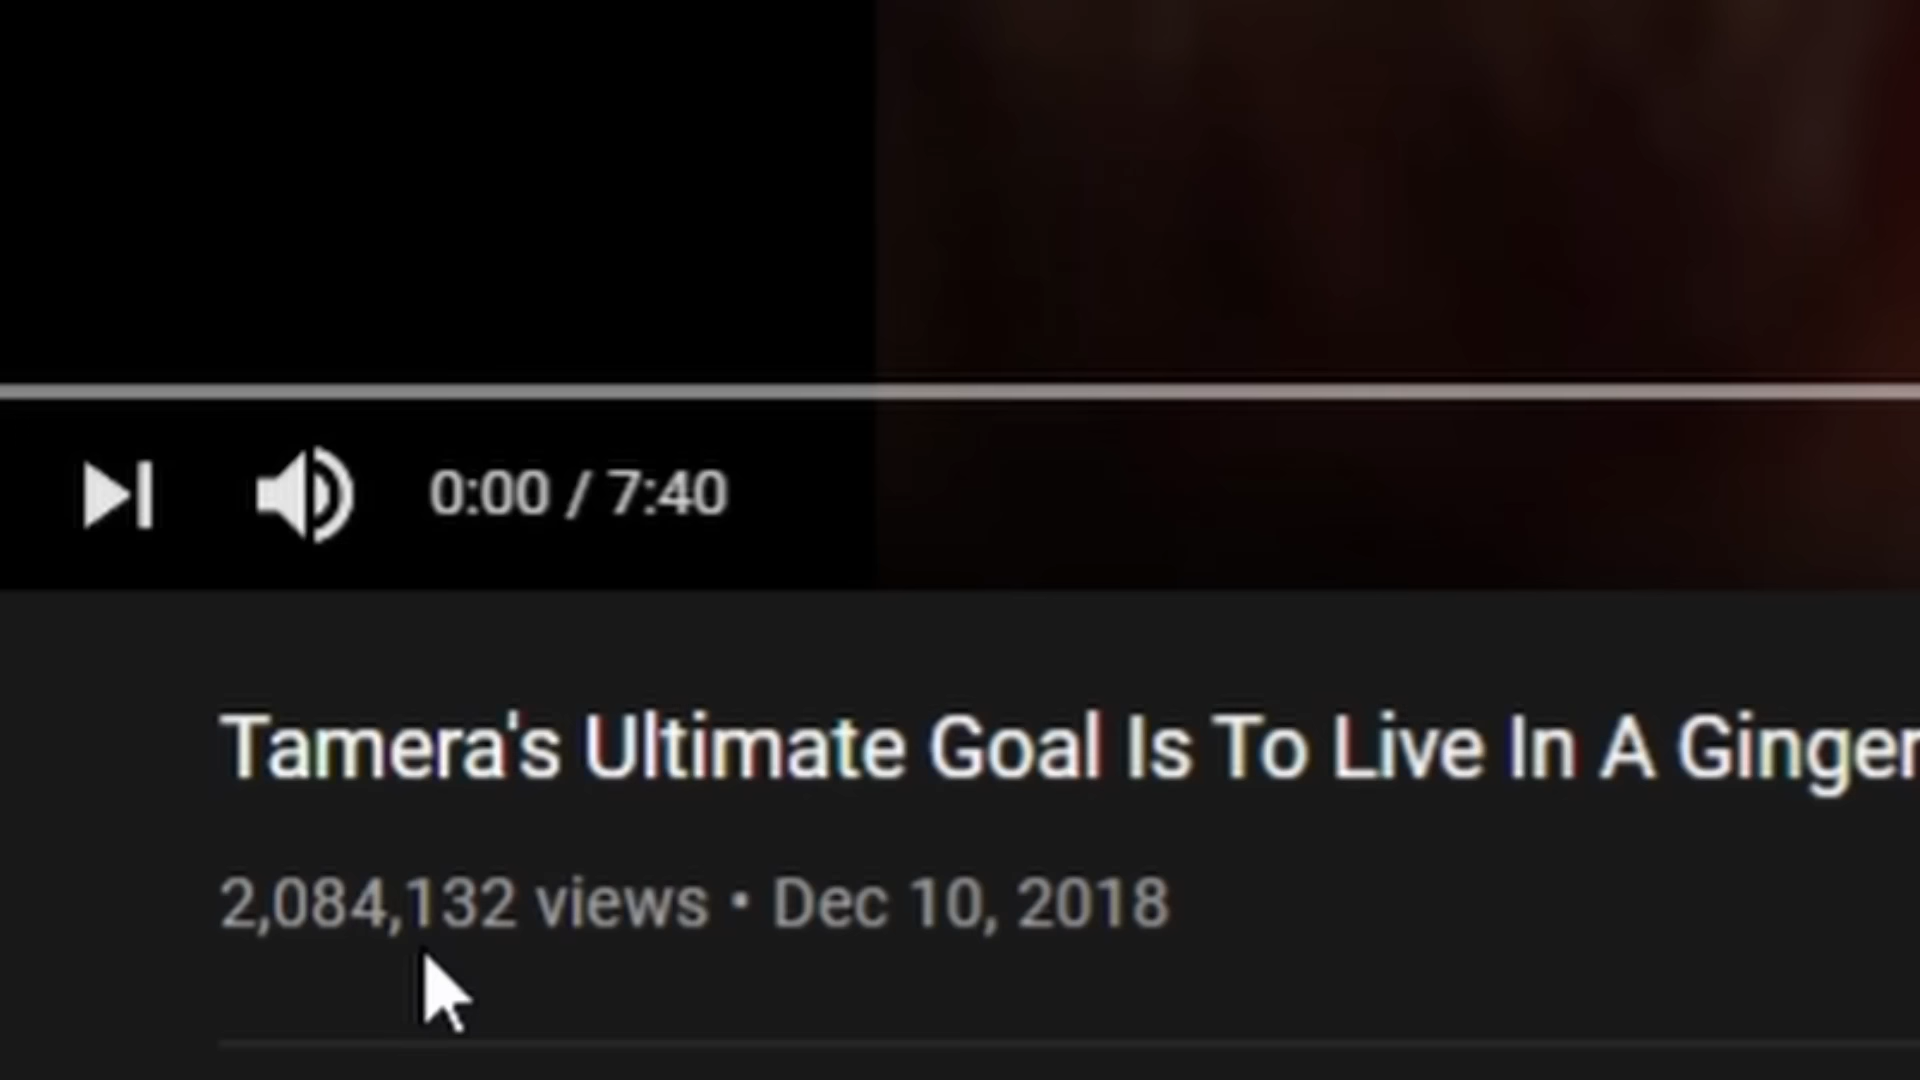 0:00 / 7:40
Tamera's Ultimate Goal Is To Live In A Ginger
2,084,132 views • Dec 10, 2018